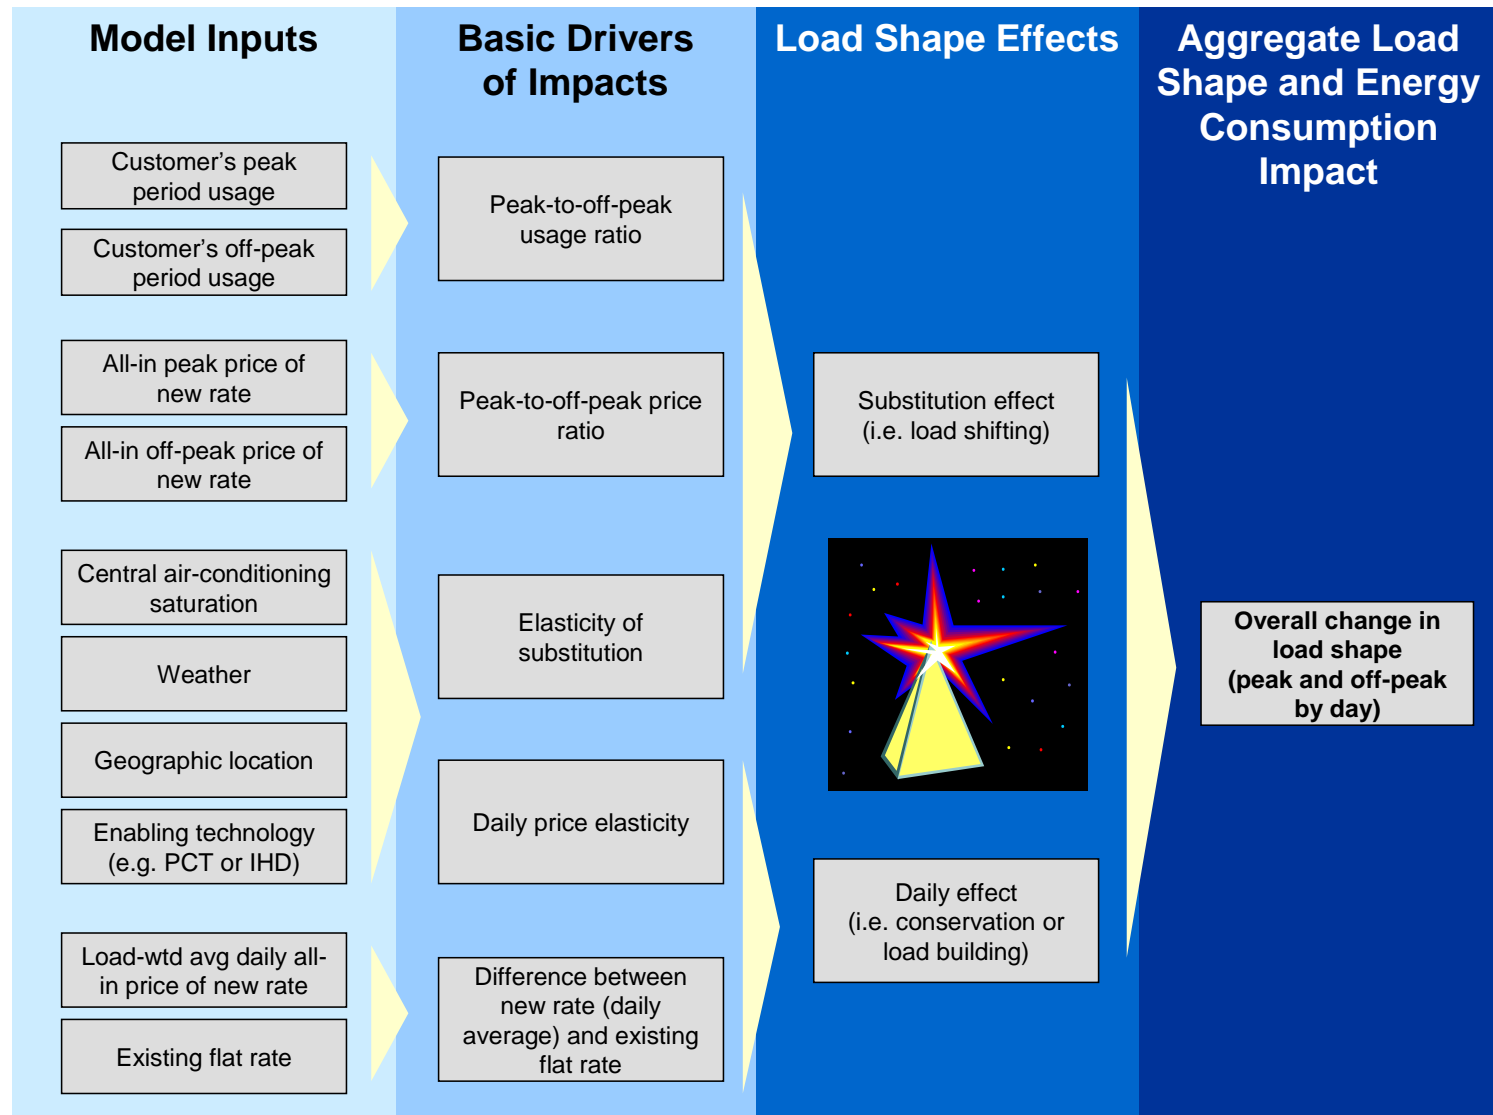 Model Inputs
Customer’s peak
period usage
Customer’s off-peak
period usage
All-in peak price of
new rate
All-in off-peak price of
new rate
Central air-conditioning
saturation
Weather
Geographic location
Enabling technology
(e.g. PCT or IHD)
Load-wtd avg daily all-
in price of new rate
Existing flat rate
Basic Drivers
of Impacts
Peak-to-off-peak
usage ratio
Peak-to-off-peak price
ratio
Elasticity of
substitution
Daily price elasticity
Difference between
new rate (daily
average) and existing
flat rate
Load Shape Effects
Substitution effect
(i.e. load shifting)
Daily effect
(i.e. conservation or
load building)
Aggregate Load
Shape and Energy
Consumption
Impact
Overall change in
load shape
(peak and off-peak
by day)